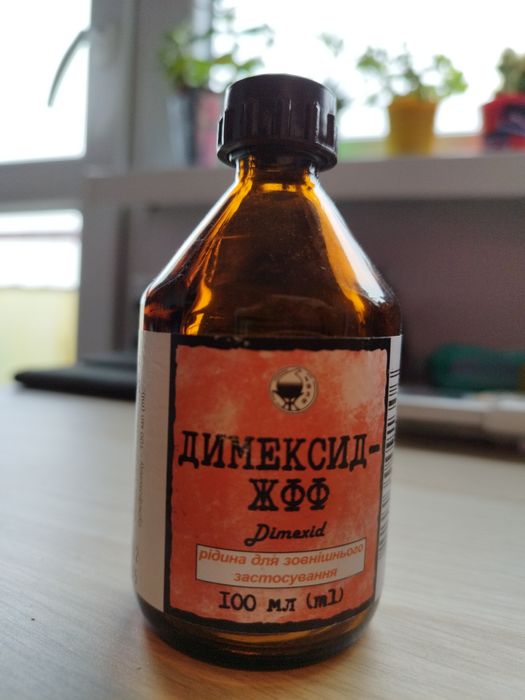 ДИМЕКСИД-
ЖФФ
Dimexid
рідина для зовнішнього
застосування
100 мл (ml)